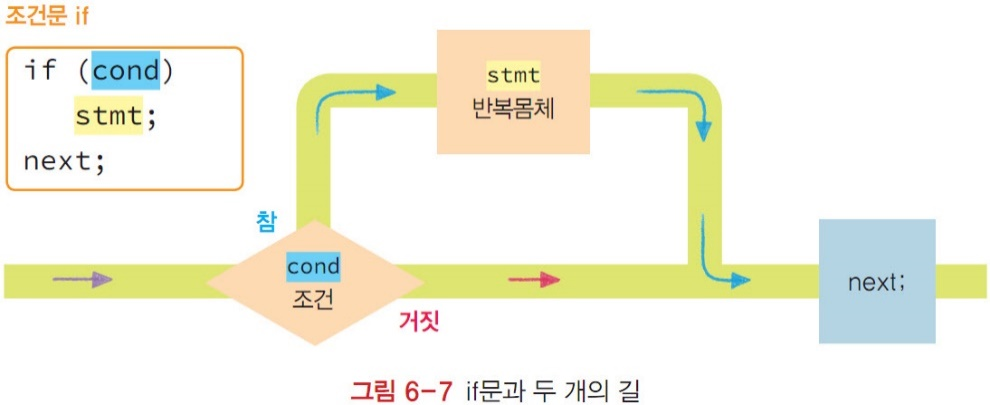 조건문 if
if (cond)
stmt;
next;
stmt
반복몸체
참
cond
조건
거짓
next;
그림 6-7 if문과 두 개의 길